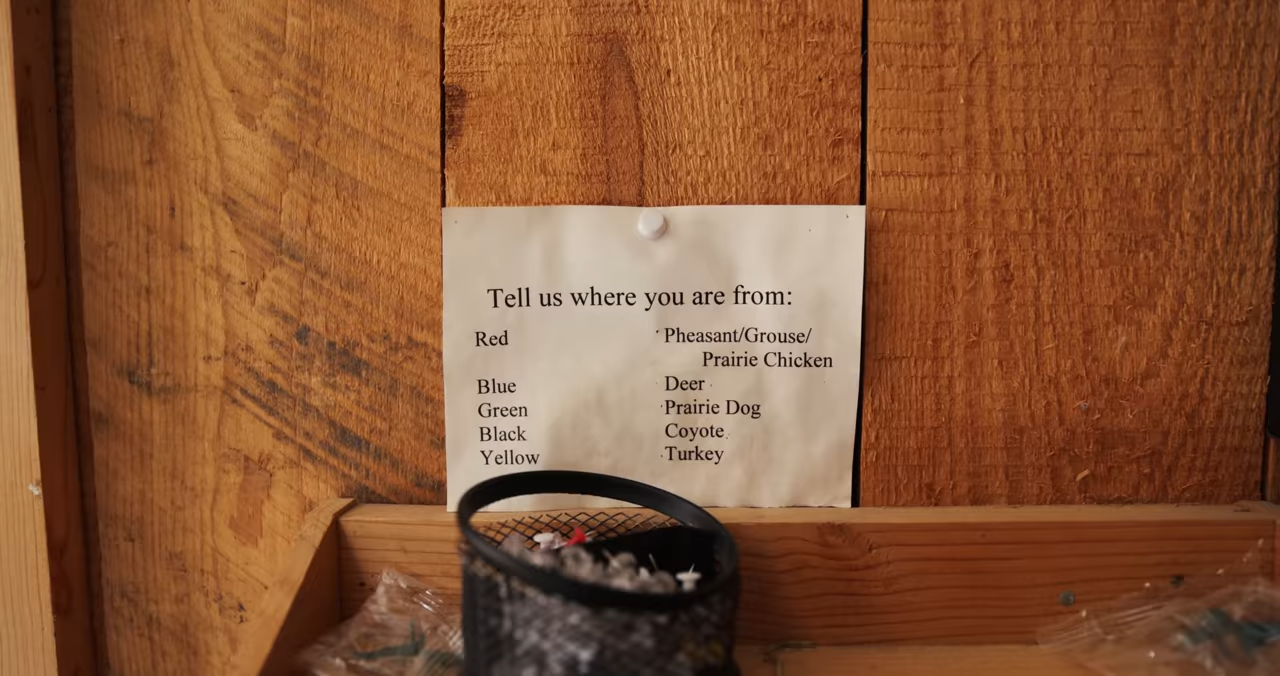 Tell us where you are from:
Red Pheasant/Grouse/
Prairie Chicken
Blue Deer
Green Prairie Dog
Black Coyote
Yellow Turkey